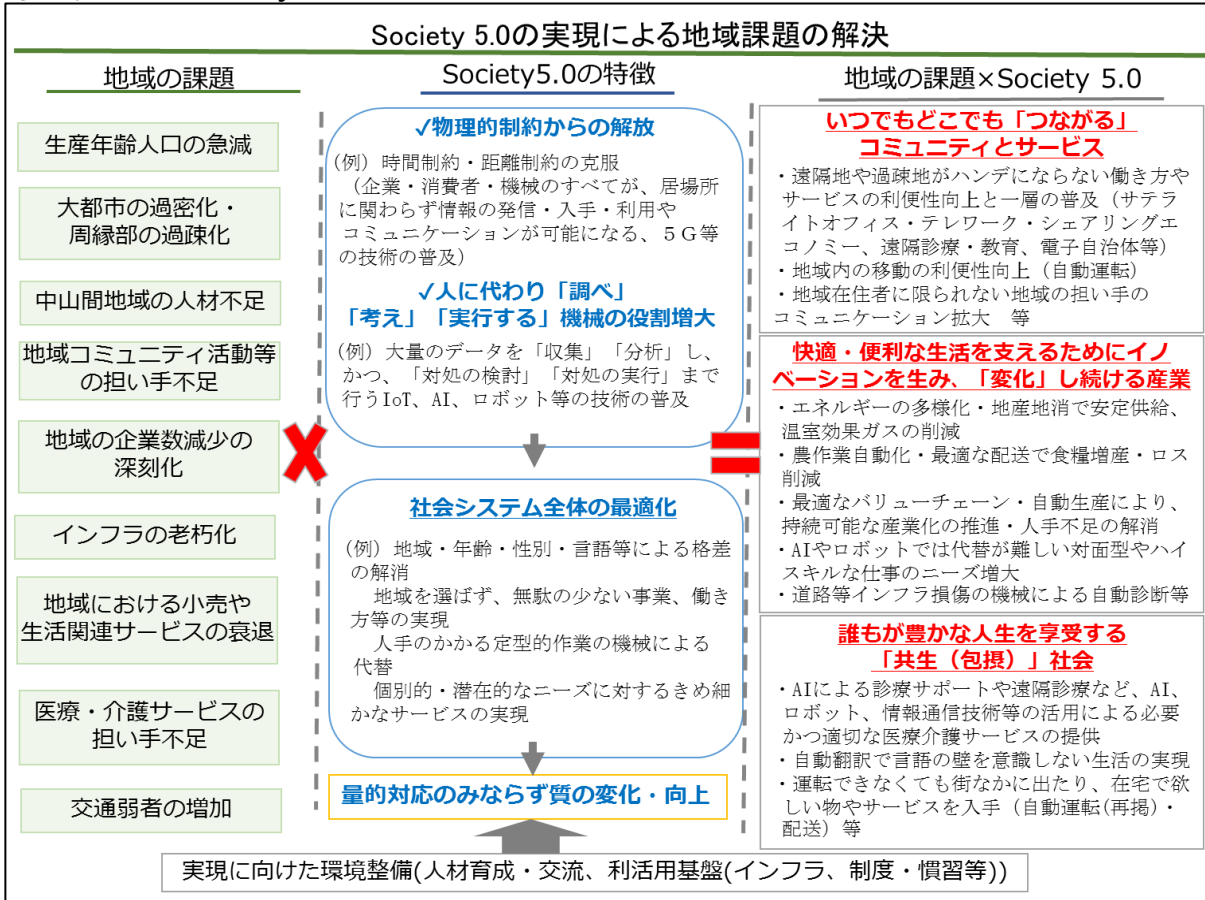 Society 5.0の実現による地域課題の解決
地域の課題
生産年齢人口の急減
大都市の過密化・
周縁部の過疎化
中山間地域の人材不足
地域コミュニティ活動等
の担い手不足
地域の企業数減少の
深刻化
インフラの老朽化
地域における小売や
生活関連サービスの衰退
医療・介護サービスの
担い手不足
交通弱者の増加
Society5.0の特徴
✓物理的制約からの解放
(例) 時間制約・距離制約の克服
(企業・消費者・機械のすべてが、居場所
に関わらず情報の発信・入手・利用や
コミュニケーションが可能になる、5G等
の技術の普及)
✓人に代わり「調べ」
「考え」「実行する」機械の役割増大
(例) 大量のデータを「収集」「分析」し、
かつ、「対処の検討」「対処の実行」まで
行うIoT、AI、ロボット等の技術の普及
社会システム全体の最適化
(例) 地域・年齢・性別・言語等による格差
の解消
地域を選ばず、無駄の少ない事業、働き
方等の実現
人手のかかる定型的作業の機械による
代替
個別的・潜在的なニーズに対するきめ細
かなサービスの実現
量的対応のみならず質の変化・向上
地域の課題×Society 5.0
いつでもどこでも「つながる」
コミュニティとサービス
・遠隔地や過疎地がハンデにならない働き方や
サービスの利便性向上と一層の普及（サテラ
イトオフィス・テレワーク・シェアリングエ
コノミー、遠隔診療・教育、電子自治体等）
・地域内の移動の利便性向上（自動運転）
・地域在住者に限られない地域の担い手の
コミュニケーション拡大 等
快適・便利な生活を支えるためにイノ
ベーションを生み、「変化」し続ける産業
・エネルギーの多様化・地産地消で安定供給、
温室効果ガスの削減
・農作業自動化・最適な配送で食糧増産・ロス
削減
・最適なバリューチェーン・自動生産により、
持続可能な産業化の推進・人手不足の解消
・AIやロボットでは代替が難しい対面型やハイ
スキルな仕事のニーズ増大
・道路等インフラ損傷の機械による自動診断等
誰もが豊かな人生を享受する
「共生（包摂）」社会
・AIによる診療サポートや遠隔診療など、AI、
ロボット、情報通信技術等の活用による必要
かつ適切な医療介護サービスの提供
・自動翻訳で言語の壁を意識しない生活の実現
・運転できなくても街なかに出たり、在宅で欲
しい物やサービスを入手（自動運転(再掲)・
配送）等
実現に向けた環境整備(人材育成・交流、利活用基盤(インフラ、制度・慣習等))